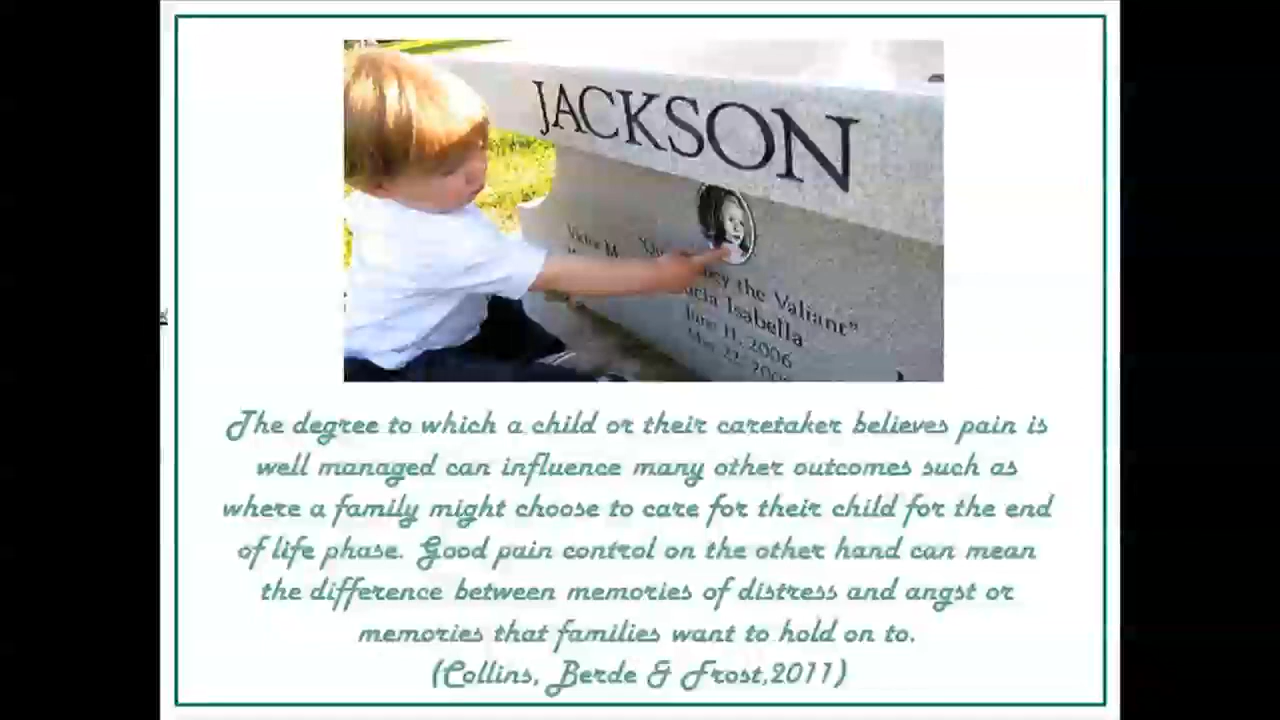 JACKSON
Victor M.
the Valiant"
Isabella
June 11, 2006
The degree to which a child or their caretaker believes pain is
well managed can influence many other outcomes such as
where a family might choose to care for their child for the end
of life phase. Good pain control on the other hand can mean
the difference between memories of distress and angst or
memories that families want to hold on to.
(Collins, Berde & Frost,2011)